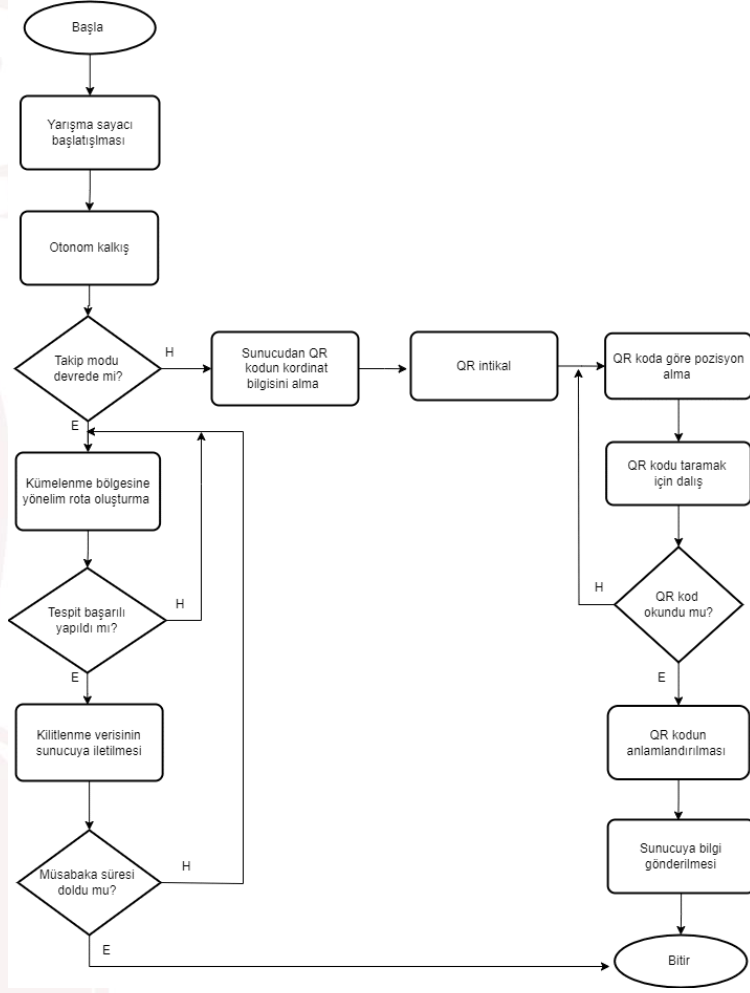 Başla
Yarışma sayacı
başlatışlması
Otonom kalkış
Takip modu
devrede mi?
H
Sunucudan QR
kodun kordinat
bilgisini alma
QR intikal
QR koda göre pozisyon
alma
E
Kümelenme bölgesine
yönelim rota oluşturma
QR kodu taramak
için dalış
Tespit başarılı
yapıldı mı?
H
H
QR kod
okundu mu?
E
E
Kilitlenme verisinin
sunucuya iletilmesi
QR kodun
anlamlandırılması
Müsabaka süresi
doldu mu?
H
Sunucuya bilgi
gönderilmesi
E
Bitir